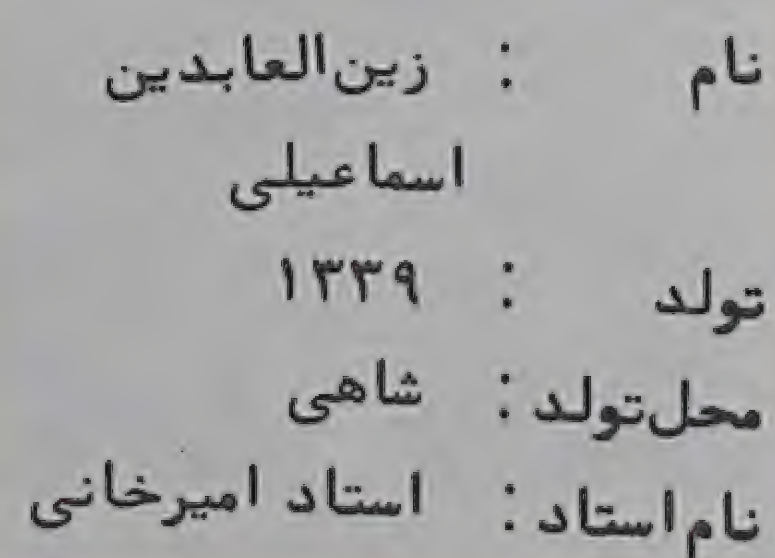 نام : زین‌العابدین
اسماعیلی
تولد : ۱۳۳۹
محل‌تولد : شاهی
نام‌استاد : استاد امیرخانی